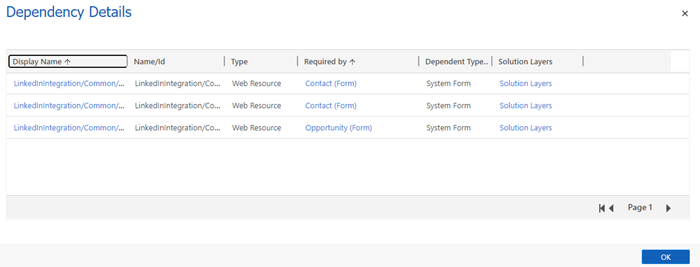 Dependency Details
Display Name ↑ Name/Id Type Required by ↑ Dependent Type... Solution Layers
LinkedInIntegration/Common/... LinkedInIntegration/Co... Web Resource Contact (Form) System Form Solution Layers
LinkedInIntegration/Common/... LinkedInIntegration/Co... Web Resource Contact (Form) System Form Solution Layers
LinkedInIntegration/Common/... LinkedInIntegration/Co... Web Resource Opportunity (Form) System Form Solution Layers
Page 1
OK